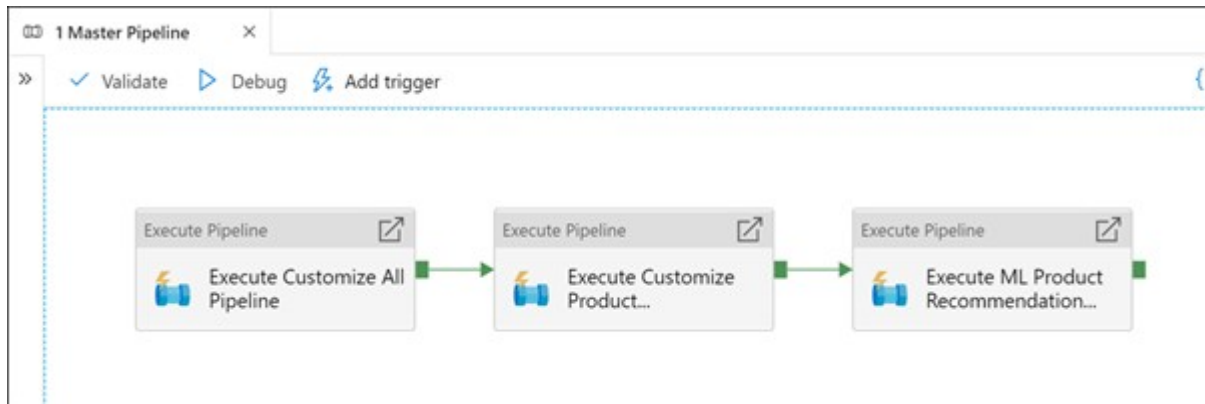 1 Master Pipeline
Validate Debug Add trigger
{
Execute Pipeline
Execute Customize All
Pipeline
Execute Pipeline
Execute Customize
Product...
Execute Pipeline
Execute ML Product
Recommendation...